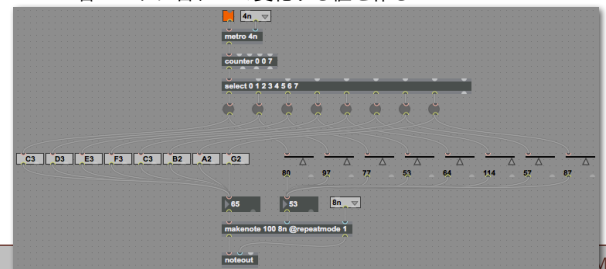 4n
metro 4n
counter 0 0 7
select 0 1 2 3 4 5 6 7
C3 D3 E3 F3 C3 B2 A2 G2
80 97 77 53 64 114 57 87
65 53 8n
makenote 100 8n @repeatmode 1
noteout